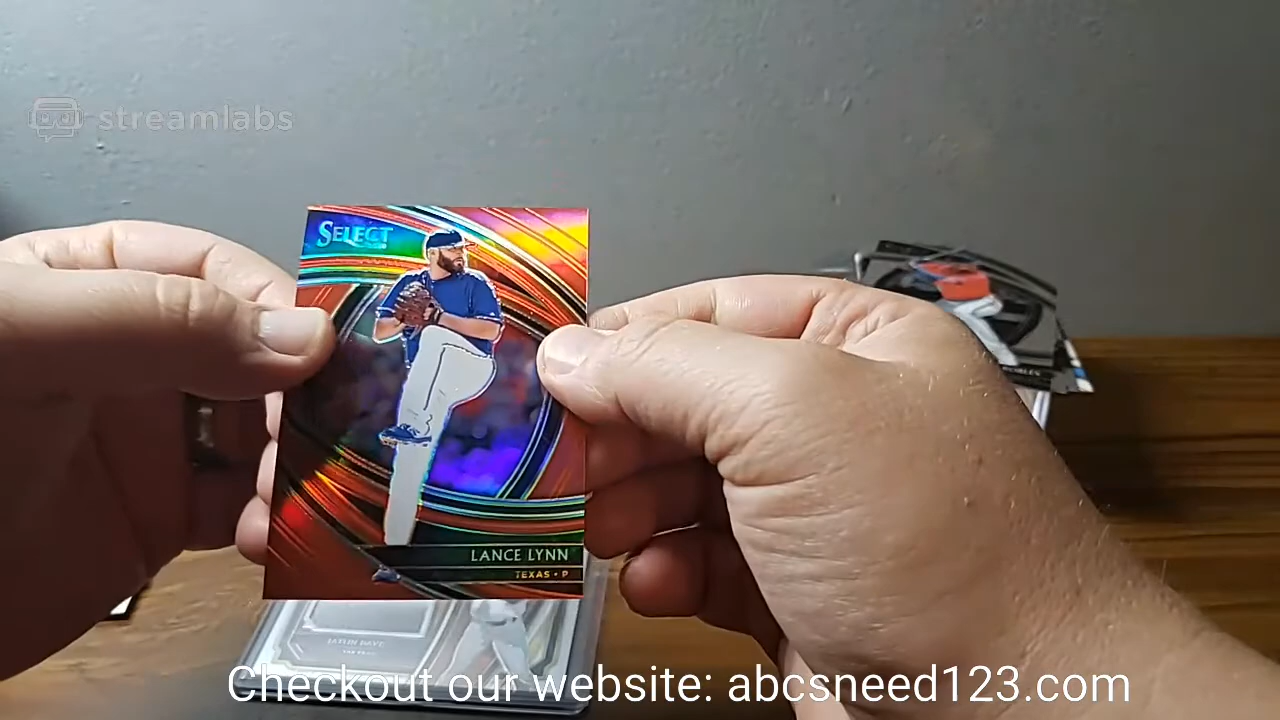 streamlabs
SELECT
LANCE LYNN
TEXAS • P
Checkout our website: abcsneed123.com